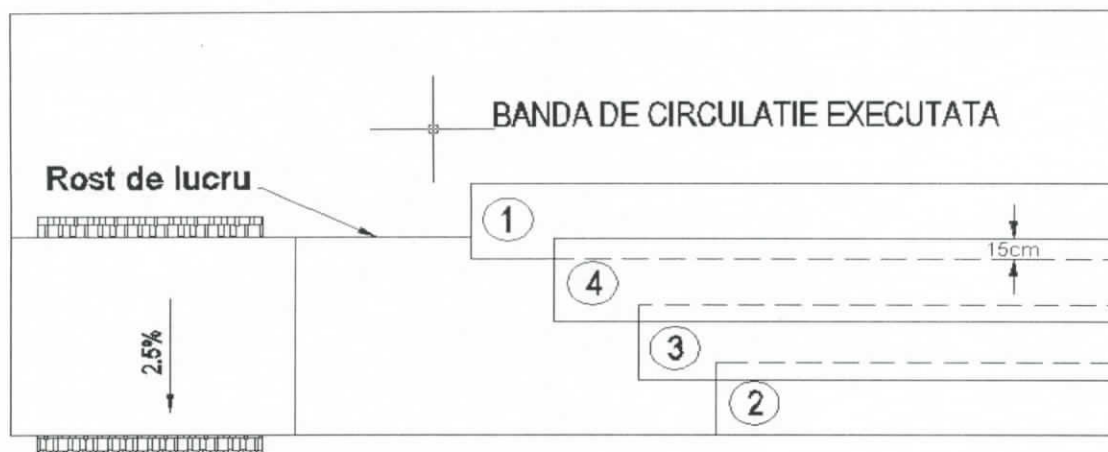 BANDA DE CIRCULATIE EXECUTATA
Rost de lucru
1
15cm
4
2.5%
3
2